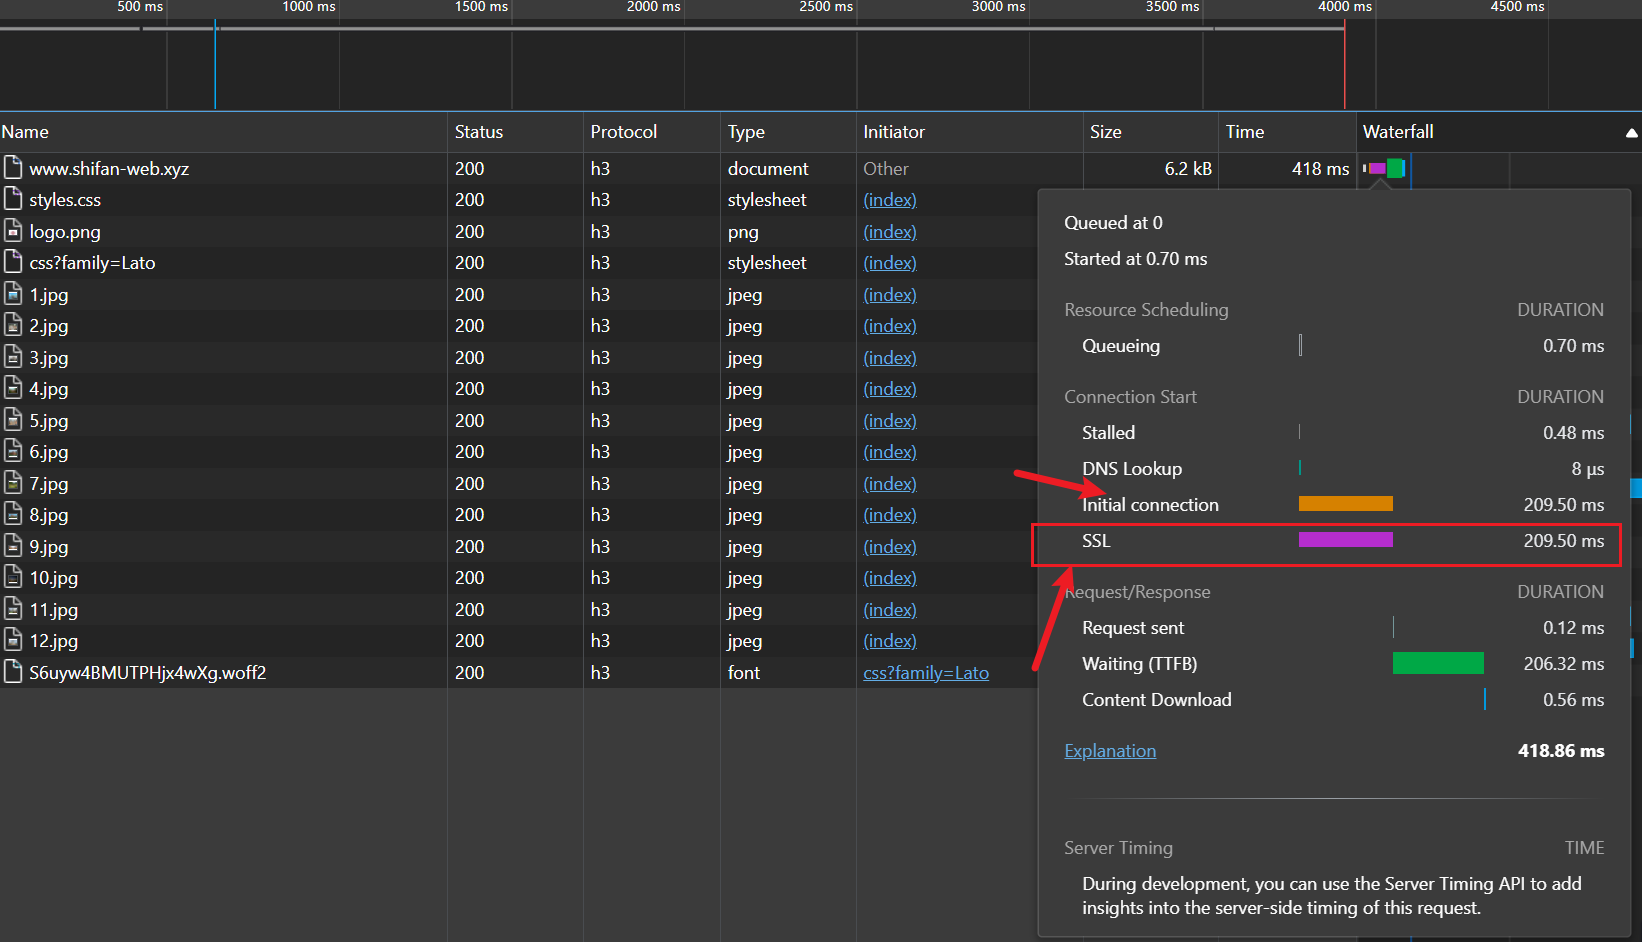 500 ms 1000 ms 1500 ms 2000 ms 2500 ms 3000 ms 3500 ms 4000 ms 4500 ms
Name Status Protocol Type Initiator Size Time Waterfall
www.shifan-web.xyz 200 h3 document Other 6.2 kB 418 ms
styles.css 200 h3 stylesheet (index)
logo.png 200 h3 png (index)
css?family=Lato 200 h3 stylesheet (index)
1.jpg 200 h3 jpeg (index)
2.jpg 200 h3 jpeg (index)
3.jpg 200 h3 jpeg (index)
4.jpg 200 h3 jpeg (index)
5.jpg 200 h3 jpeg (index)
6.jpg 200 h3 jpeg (index)
7.jpg 200 h3 jpeg (index)
8.jpg 200 h3 jpeg (index)
9.jpg 200 h3 jpeg (index)
10.jpg 200 h3 jpeg (index)
11.jpg 200 h3 jpeg (index)
12.jpg 200 h3 jpeg (index)
S6uyw4BMUTPHjx4wXg.woff2 200 h3 font css?family=Lato
Queued at 0
Started at 0.70 ms
Resource Scheduling DURATION
Queueing 0.70 ms
Connection Start DURATION
Stalled 0.48 ms
DNS Lookup 8 μs
Initial connection 209.50 ms
SSL 209.50 ms
Request/Response DURATION
Request sent 0.12 ms
Waiting (TTFB) 206.32 ms
Content Download 0.56 ms
Explanation 418.86 ms
Server Timing TIME
During development, you can use the Server Timing API to add
insights into the server-side timing of this request.